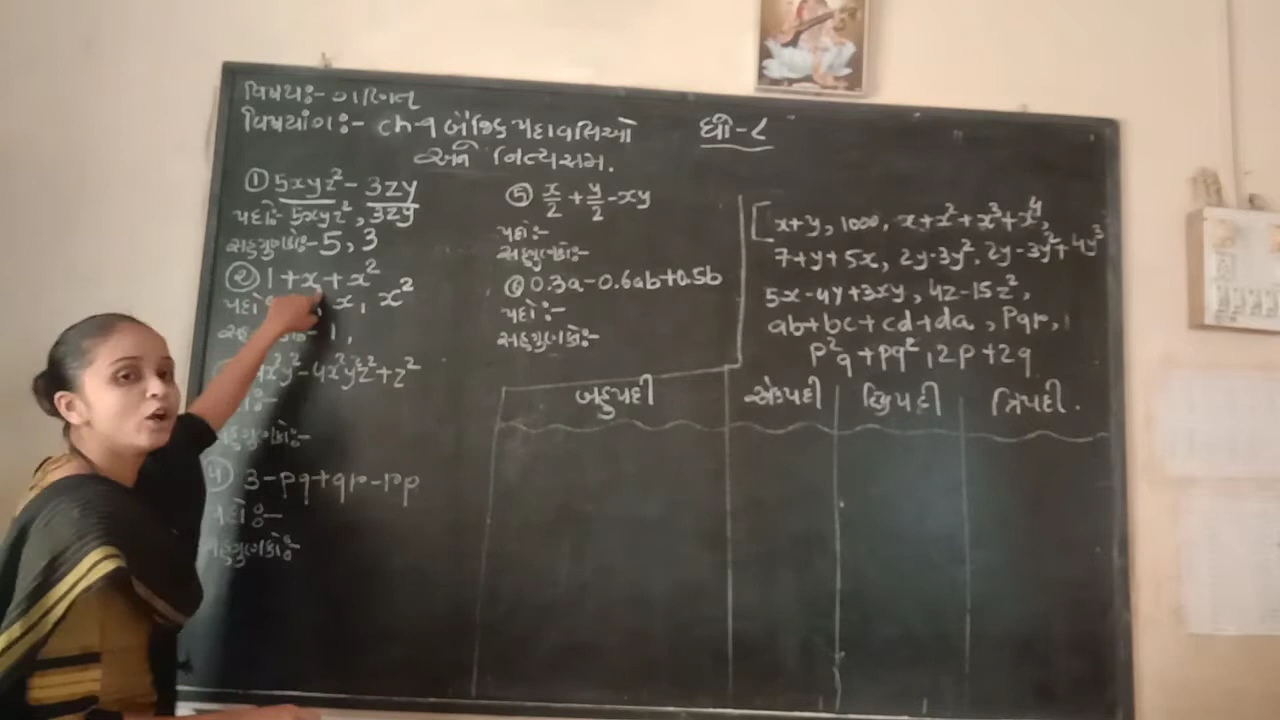 વિષયઃ- ગણિત
વિષયાંગઃ- ch-9 બૈજિક પદાવલિઓ
અને નિત્યસમ.
ધો-૮
① 5xyz² - 3zy
પદોઃ- 5xyz², 3zy
સહગુણકોઃ- 5, 3
② 1+x+x²
x, x²
1,
x²y² - 4x²y²z² + z²
સહગુણકોઃ-
④ 3-pq+qr-rp
પદોઃ-
સહગુણકોઃ-
⑤ x/2 + y/2 - xy
પદોઃ-
સહગુણકોઃ-
⑥ 0.3a-0.6ab+0.5b
પદોઃ-
સહગુણકોઃ-
[x+y, 1000, x+x²+x³+x⁴,
7+y+5x, 2y-3y², 2y-3y²+4y³
5x-4y+3xy, 4z-15z²,
ab+bc+cd+da, pqr,
p²q+pq², 2p+2q
બહુપદી એકપદી દ્વિપદી ત્રિપદી.